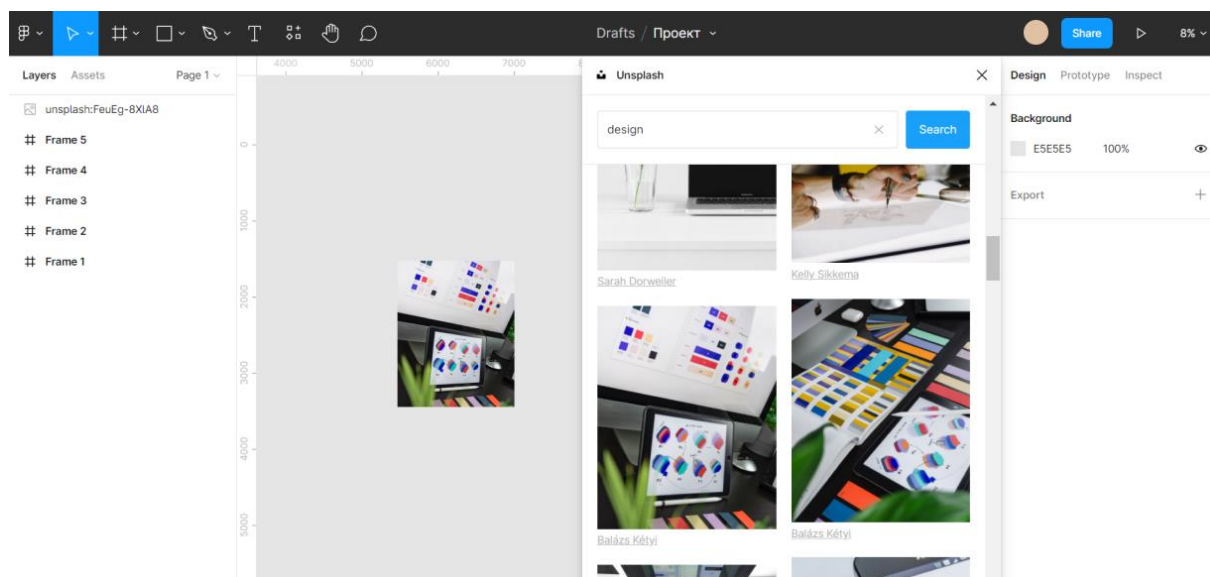 Drafts / Проект
Share
8%
Layers Assets Page 1
4000 5000 6000 7000
Unsplash
Design Prototype Inspect
unsplash:FeuEg-8XIA8
Frame 5
Frame 4
Frame 3
Frame 2
Frame 1
0
1000
2000
3000
4000
5000
design
Search
Sarah Dorweiler
Kelly Sikkema
Balázs Kétyi
Balázs Kétyi
Background
E5E5E5 100%
Export